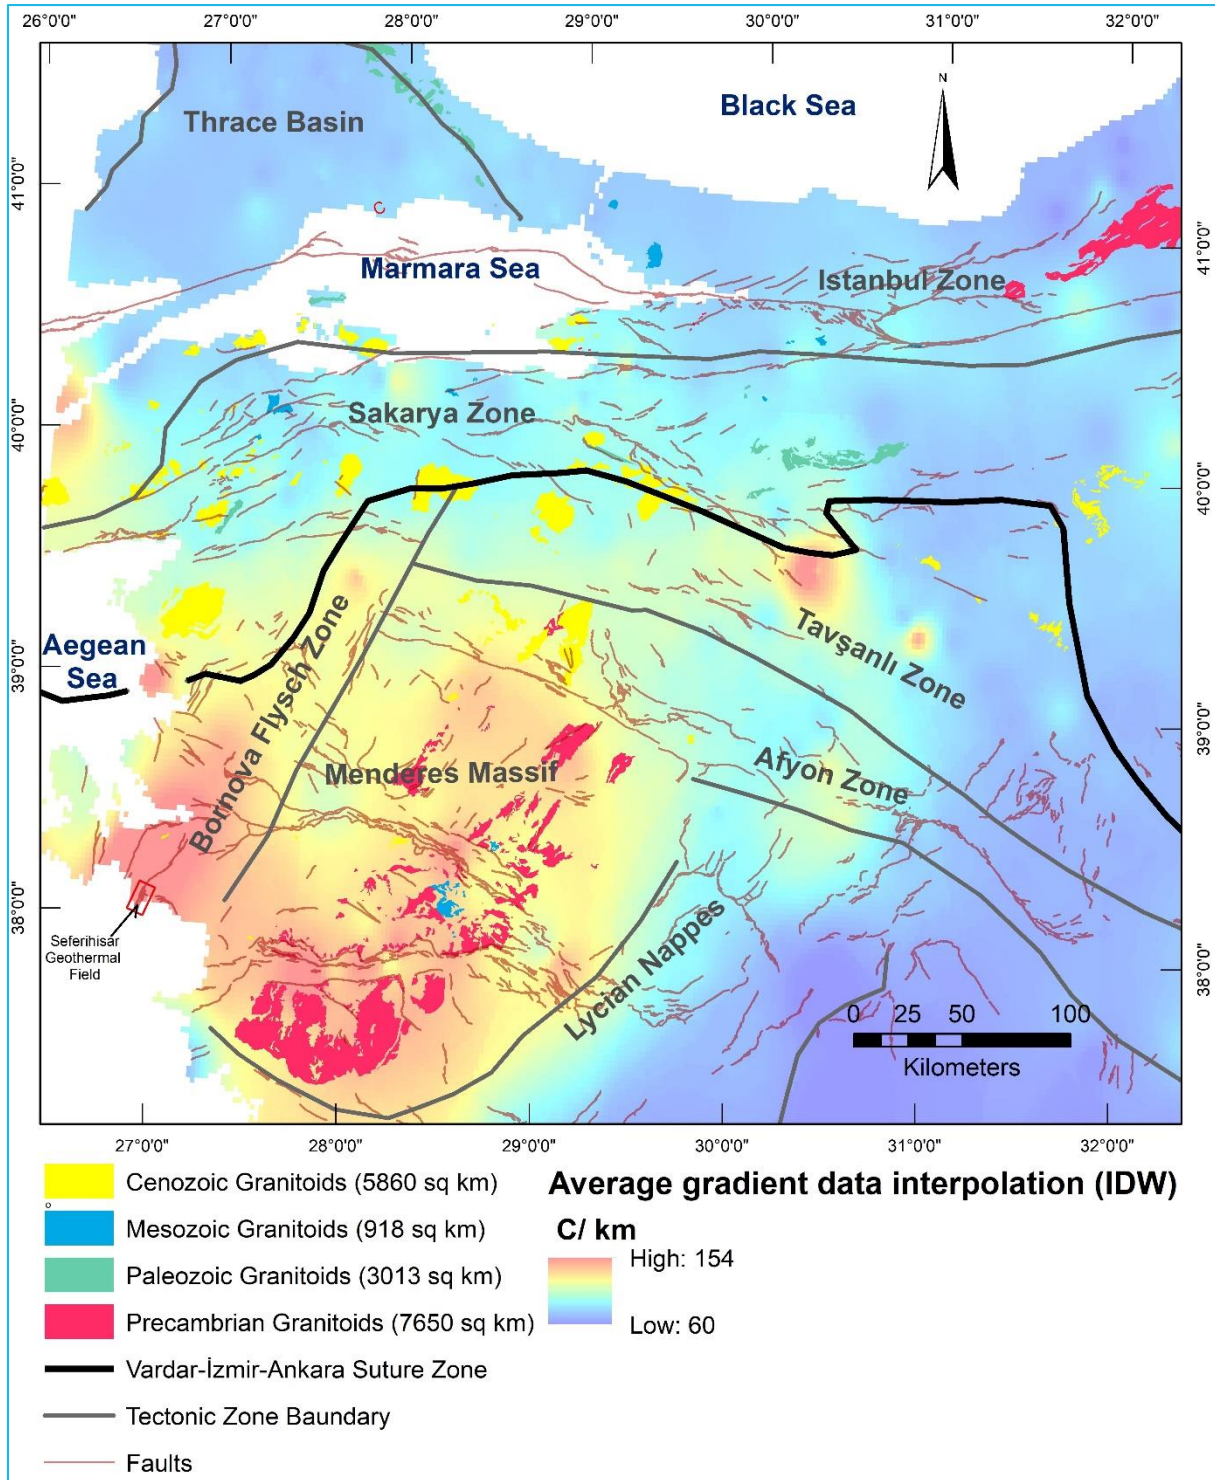 26°0'0" 27°0'0" 28°0'0" 29°0'0" 30°0'0" 31°0'0" 32°0'0"
N
Black Sea
Thrace Basin
41°0'0"
41°0'0"
Marmara Sea
Istanbul Zone
Sakarya Zone
40°0'0"
40°0'0"
Bornova Flysch Zone
Tavşanlı Zone
Aegean
Sea
39°0'0"
39°0'0"
Menderes Massif
Afyon Zone
38°0'0"
38°0'0"
Seferihisar
Geothermal
Field
Lycian Nappes
0 25 50 100
Kilometers
27°0'0" 28°0'0" 29°0'0" 30°0'0" 31°0'0" 32°0'0"
Cenozoic Granitoids (5860 sq km)
Mesozoic Granitoids (918 sq km)
Paleozoic Granitoids (3013 sq km)
Precambrian Granitoids (7650 sq km)
Vardar-İzmir-Ankara Suture Zone
Tectonic Zone Baundary
Faults
Average gradient data interpolation (IDW)
C/ km
High: 154
Low: 60